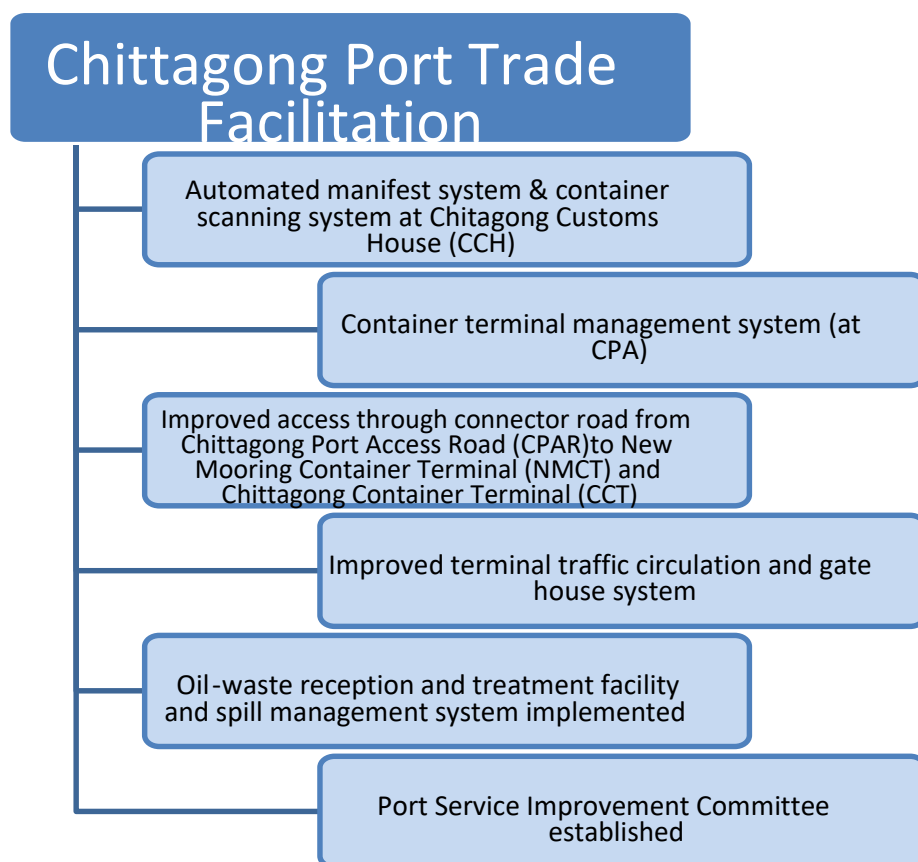 Chittagong Port Trade
Facilitation
Automated manifest system & container
scanning system at Chitagong Customs
House (CCH)
Container terminal management system (at
CPA)
Improved access through connector road from
Chittagong Port Access Road (CPAR)to New
Mooring Container Terminal (NMCT) and
Chittagong Container Terminal (CCT)
Improved terminal traffic circulation and gate
house system
Oil-waste reception and treatment facility
and spill management system implemented
Port Service Improvement Committee
established